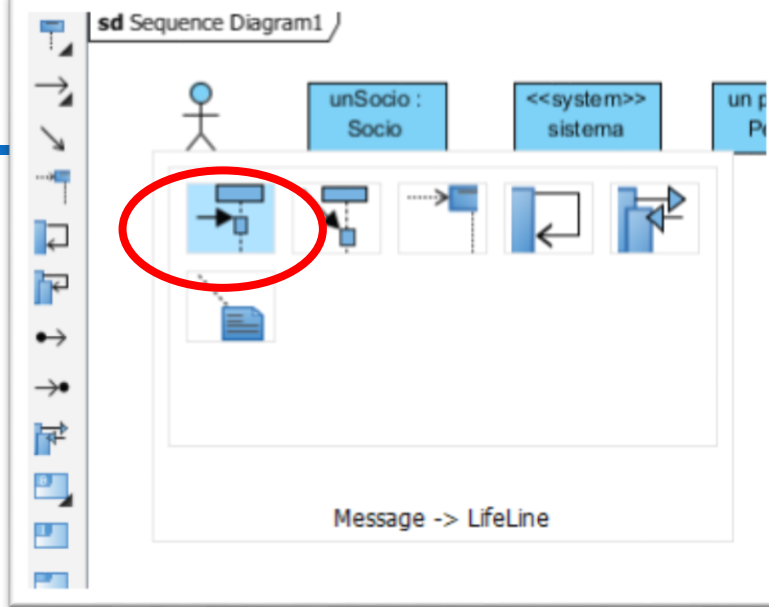 sd Sequence Diagram1
unSocio :
Socio
<<system>>
sistema
un
Message -> LifeLine